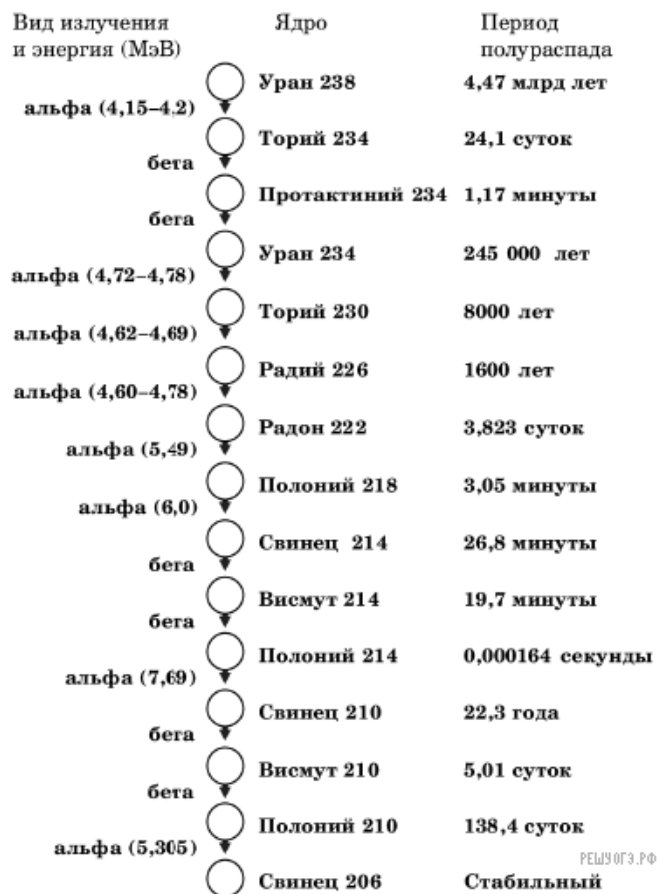 Вид излучения Ядро Период
и энергия (МэВ) полураспада
Уран 238 4,47 млрд лет
альфа (4,15–4,2)
Торий 234 24,1 суток
бета
Протактиний 234 1,17 минуты
бета
Уран 234 245 000 лет
альфа (4,72–4,78)
Торий 230 8000 лет
альфа (4,62–4,69)
Радий 226 1600 лет
альфа (4,60–4,78)
Радон 222 3,823 суток
альфа (5,49)
Полоний 218 3,05 минуты
альфа (6,0)
Свинец 214 26,8 минуты
бета
Висмут 214 19,7 минуты
бета
Полоний 214 0,000164 секунды
альфа (7,69)
Свинец 210 22,3 года
бета
Висмут 210 5,01 суток
бета
Полоний 210 138,4 суток
альфа (5,305)
РЕШУОГЭ.РФ
Свинец 206 Стабильный